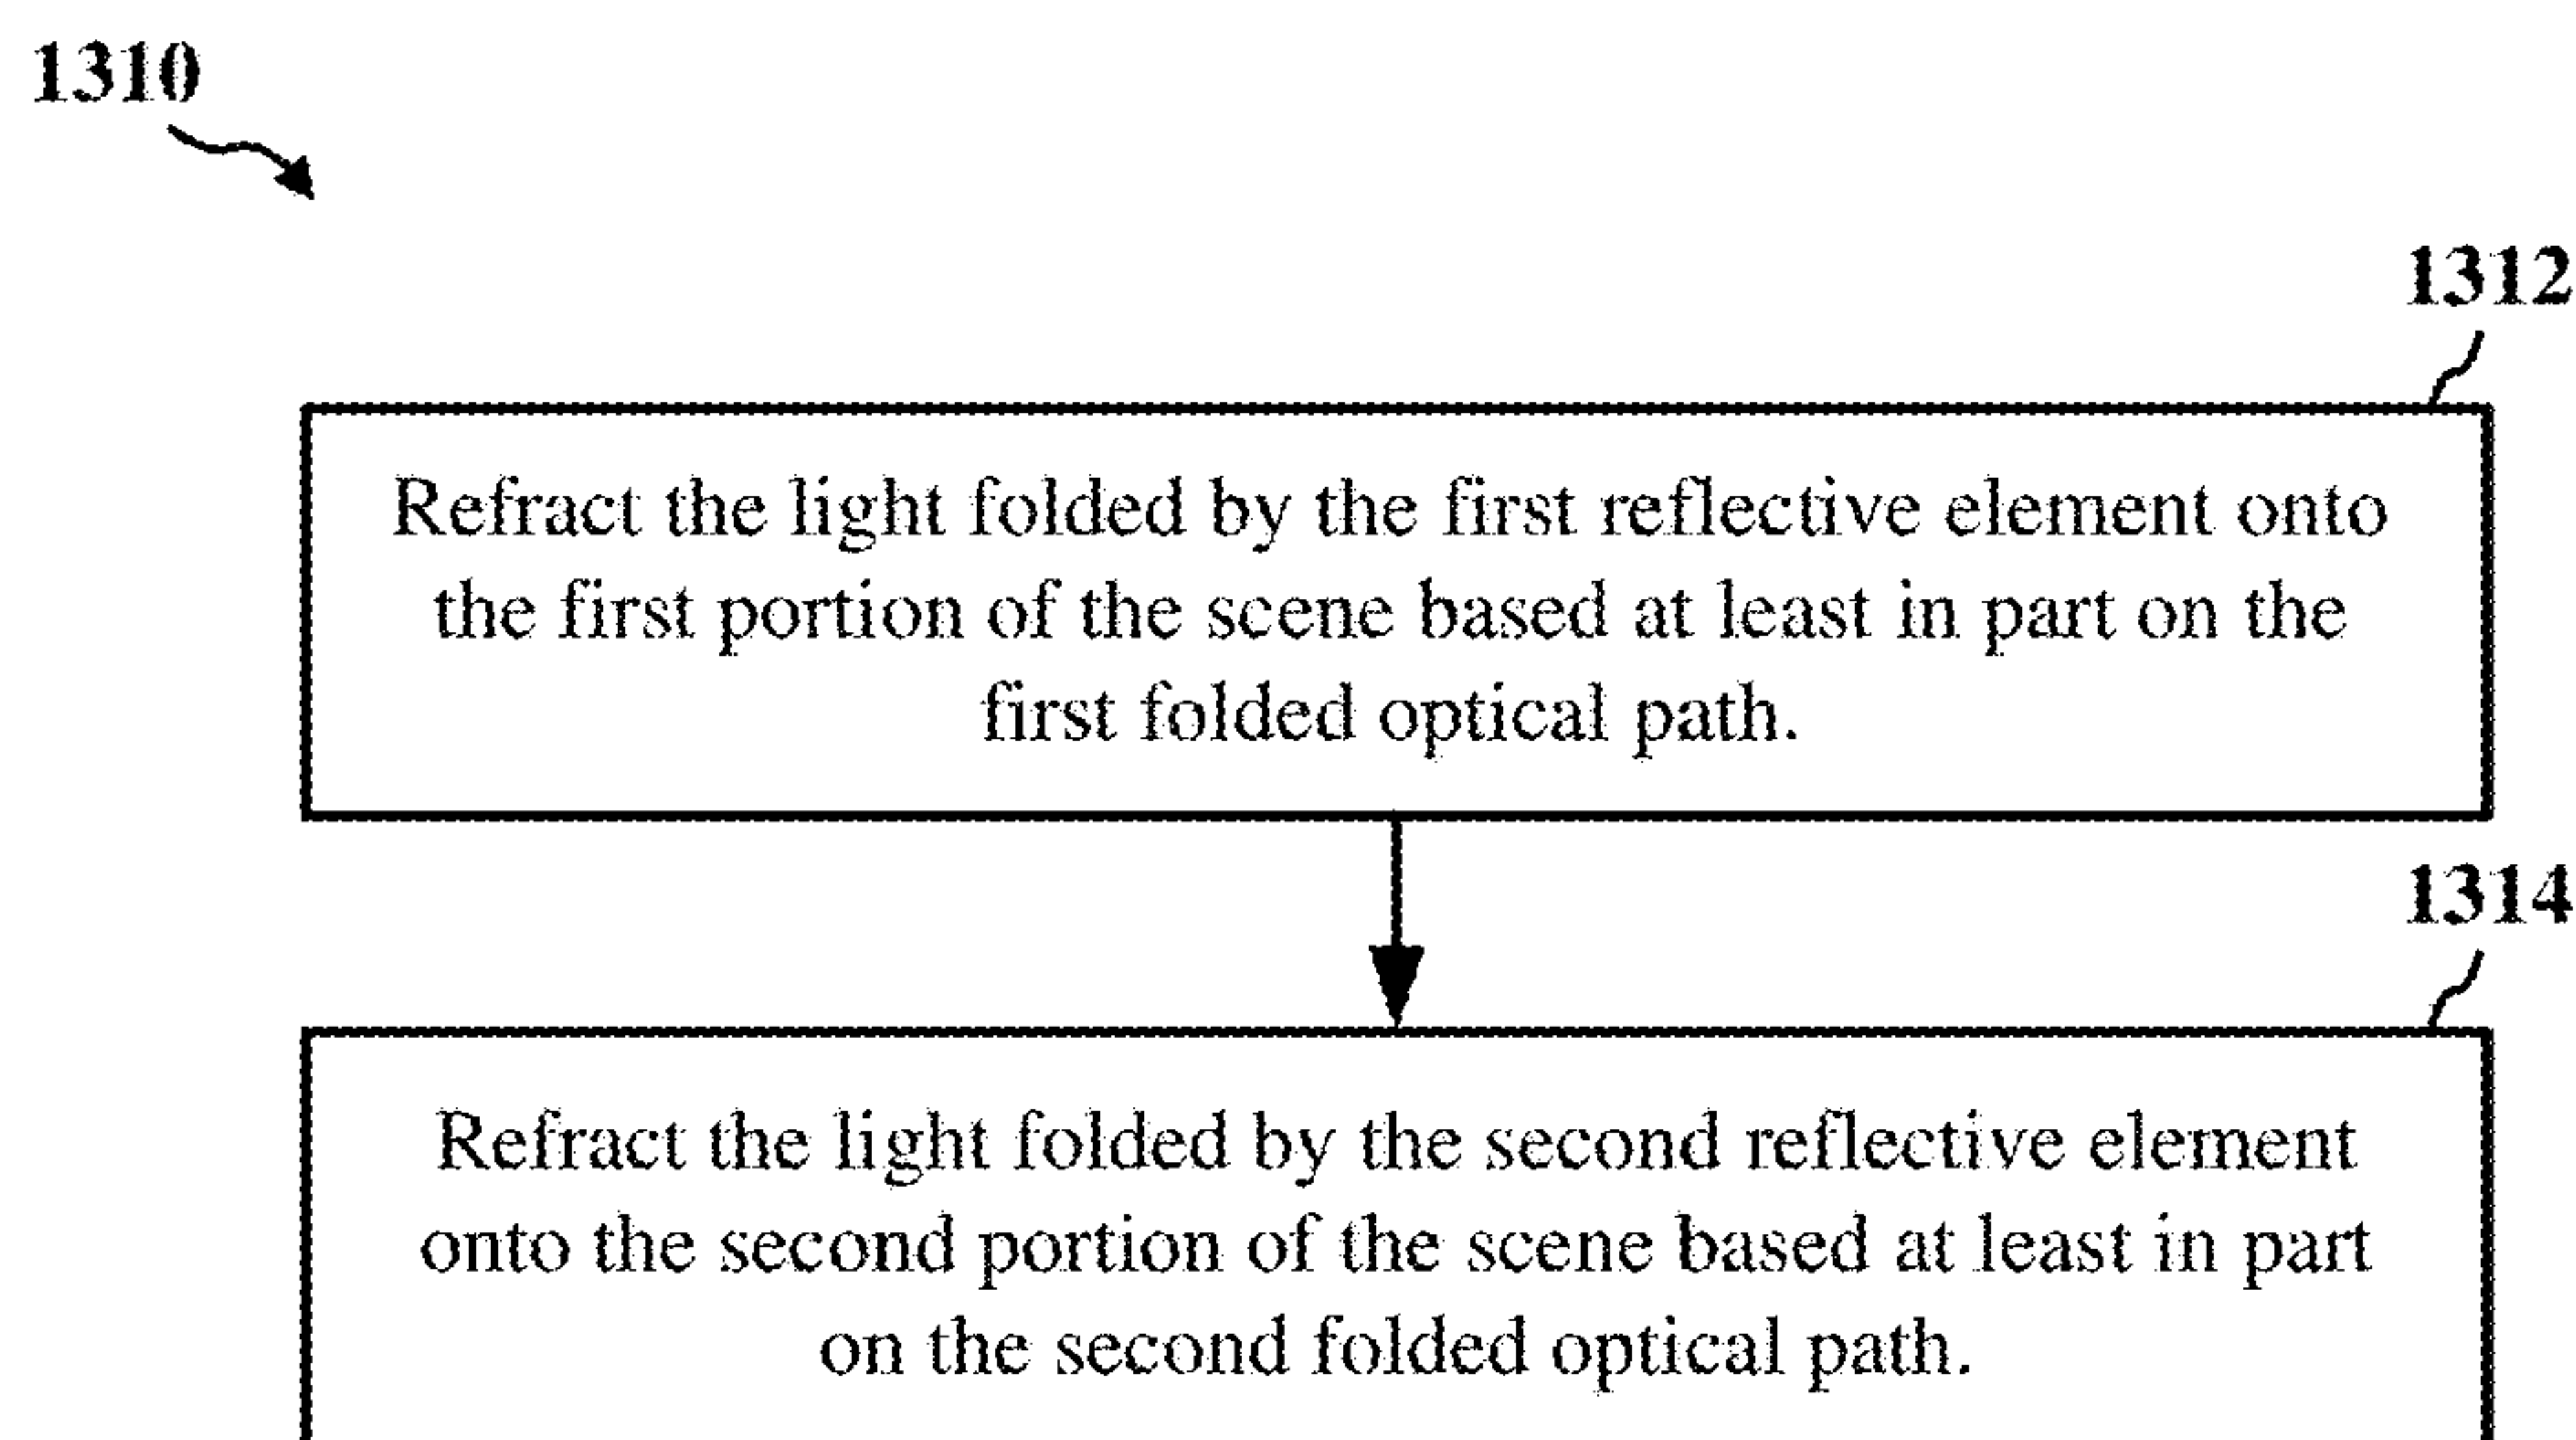 1310
1312
Refract the light folded by the first reflective element onto
the first portion of the scene based at least in part on the
first folded optical path.
1314
Refract the light folded by the second reflective element
onto the second portion of the scene based at least in part
on the second folded optical path.